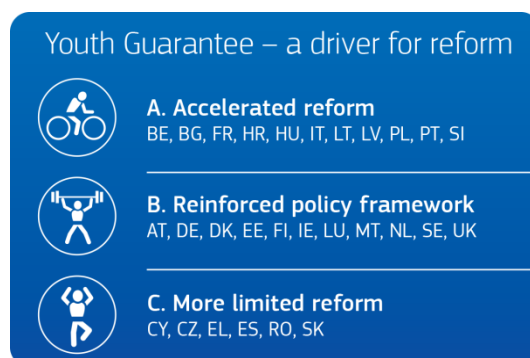 Youth Guarantee – a driver for reform
A. Accelerated reform
BE, BG, FR, HR, HU, IT, LT, LV, PL, PT, SI
B. Reinforced policy framework
AT, DE, DK, EE, FI, IE, LU, MT, NL, SE, UK
C. More limited reform
CY, CZ, EL, ES, RO, SK